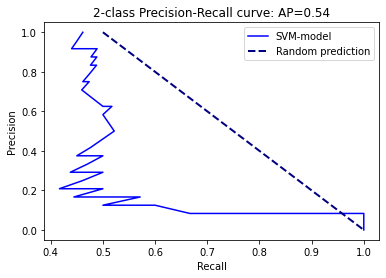 2-class Precision-Recall curve: AP=0.54
SVM-model
Random prediction
Precision
1.0
0.8
0.6
0.4
0.2
0.0
0.4 0.5 0.6 0.7 0.8 0.9 1.0
Recall